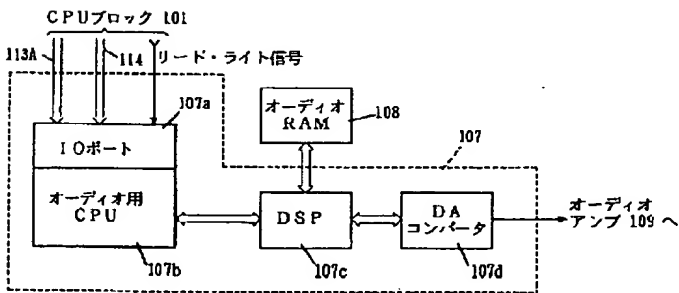 CPUブロック 101
113A
114
リード・ライト信号
107a
IOポート
オーディオ用
CPU
107b
オーディオ
RAM
108
107
DSP
107c
DA
コンバータ
107d
オーディオ
アンプ 109 へ